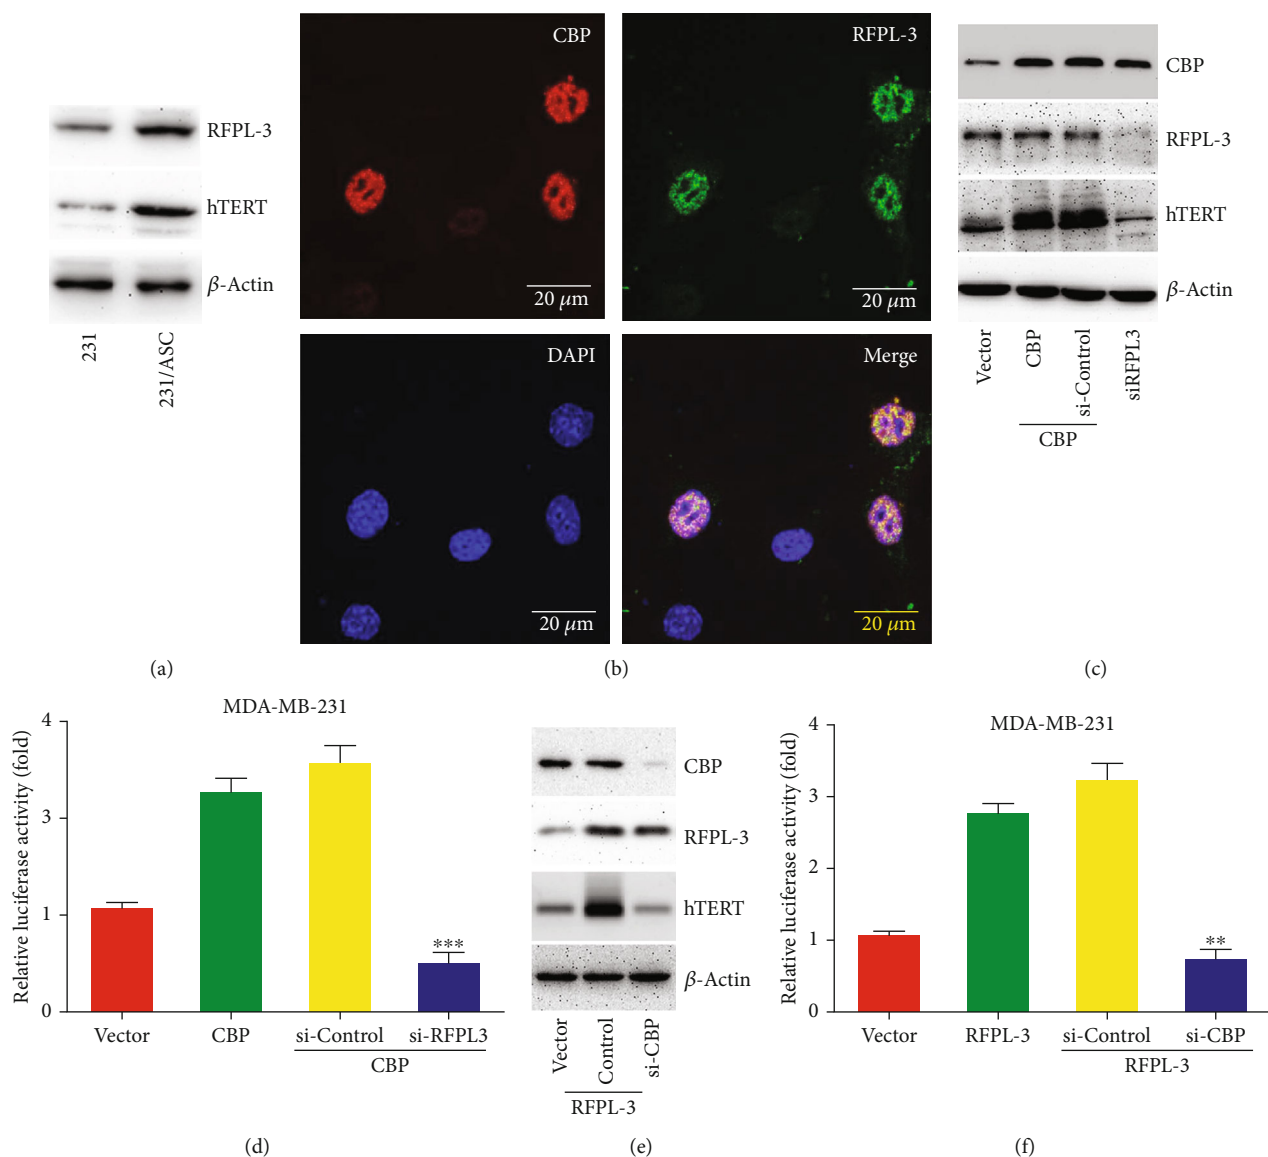 RFPL-3
hTERT
β-Actin
231
231/ASC
(a)
CBP
20 µm
RFPL-3
20 µm
DAPI
20 µm
Merge
20 µm
(b)
CBP
RFPL-3
hTERT
β-Actin
Vector
CBP
si-Control
siRFPL3
CBP
(c)
MDA-MB-231
Relative luciferase activity (fold)
4
3
1
0
Vector
CBP
si-Control
si-RFPL3
***
CBP
(d)
CBP
RFPL-3
hTERT
β-Actin
Vector
Control
si-CBP
RFPL-3
(e)
MDA-MB-231
Relative luciferase activity (fold)
4
3
2
1
0
Vector
RFPL-3
si-Control
si-CBP
**
RFPL-3
(f)